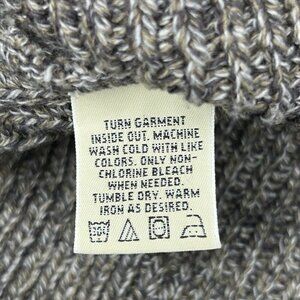 TURN GARMENT
INSIDE OUT. MACHINE
WASH COLD WITH LIKE
COLORS. ONLY NON-
CHLORINE BLEACH
WHEN NEEDED.
TUMBLE DRY. WARM
IRON AS DESIRED.